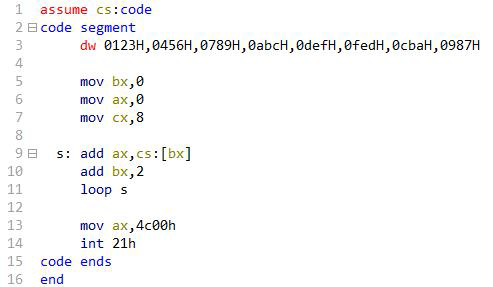 1 assume cs:code
2 code segment
3 dw 0123H,0456H,0789H,0abcH,0defH,0fedH,0cbaH,0987H
4
5 mov bx,0
6 mov ax,0
7 mov cx,8
8
9 s: add ax,cs:[bx]
10 add bx,2
11 loop s
12
13 mov ax,4c00h
14 int 21h
15 code ends
16 end